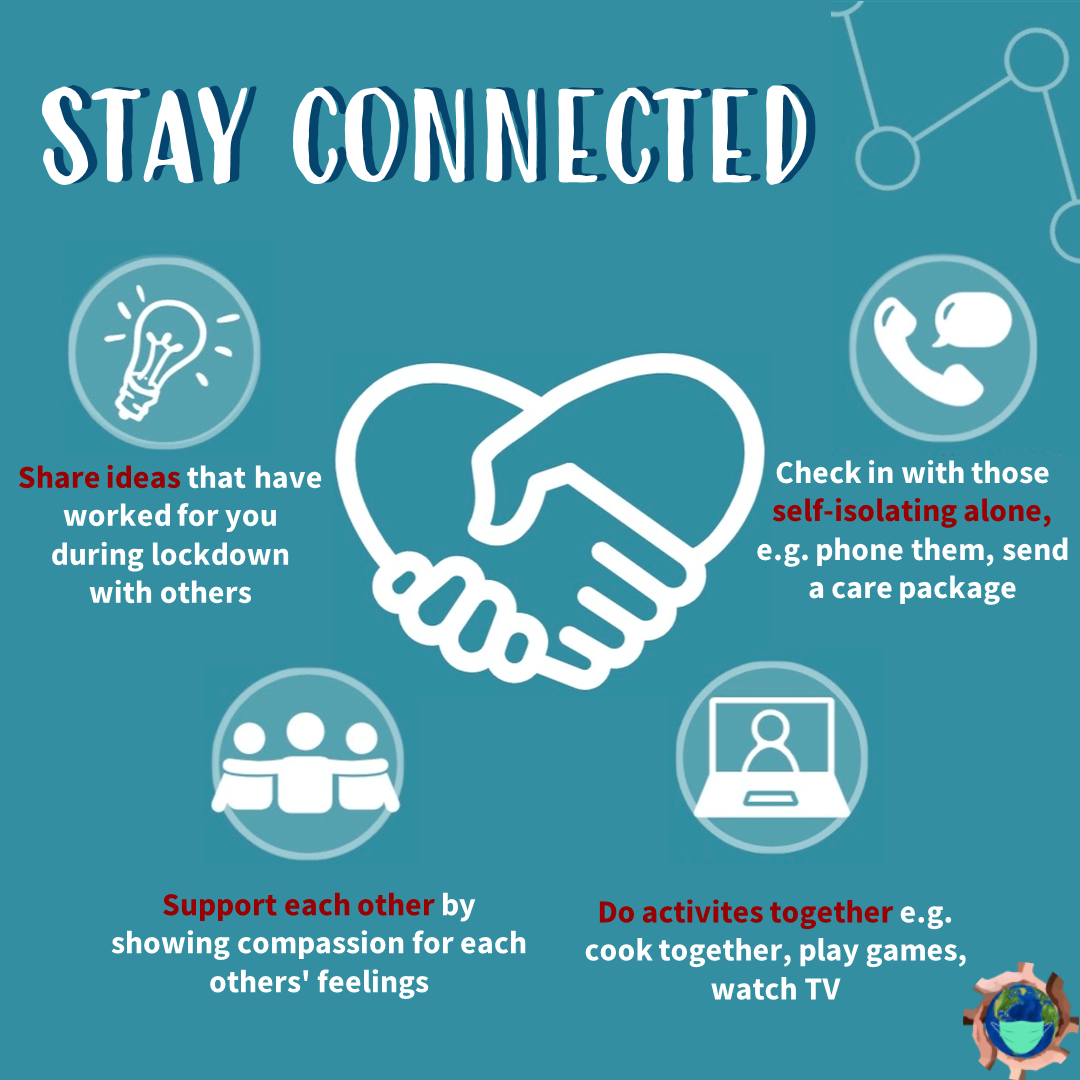 STAY CONNECTED
Share ideas that have
worked for you
during lockdown
with others
Check in with those
self-isolating alone,
e.g. phone them, send
a care package
Support each other by
showing compassion for each
others' feelings
Do activites together e.g.
cook together, play games,
watch TV